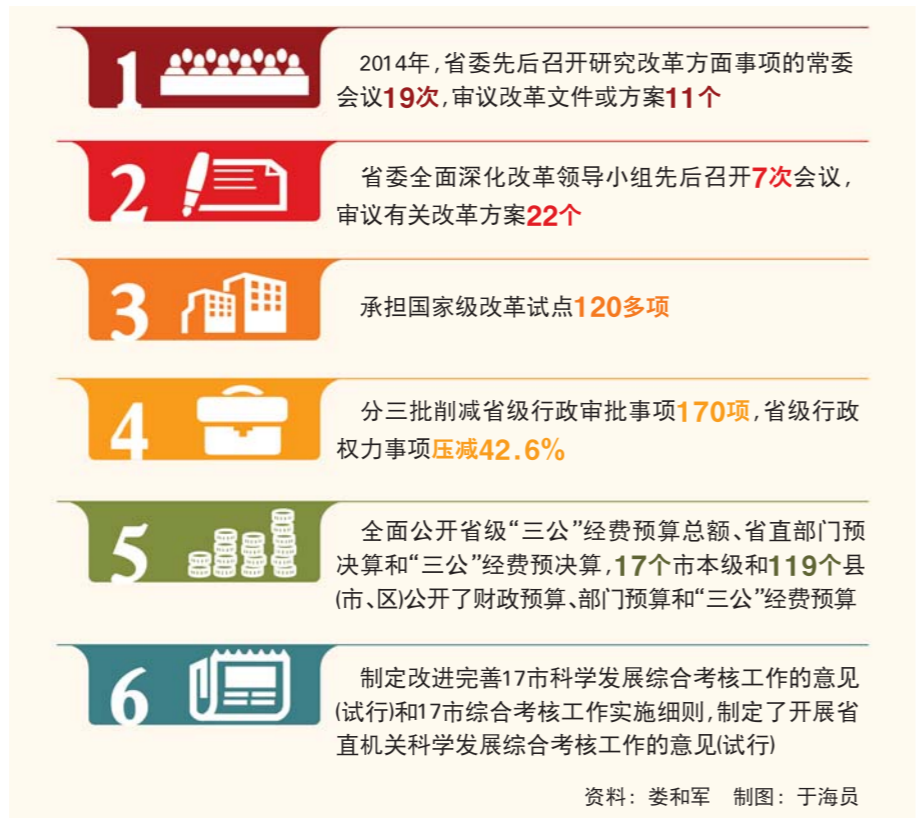 1
2014年,省委先后召开研究改革方面事项的常委
会议19次,审议改革文件或方案11个
2
省委全面深化改革领导小组先后召开7次会议,
审议有关改革方案22个
3
承担国家级改革试点120多项
4
分三批削减省级行政审批事项170项,省级行政
权力事项压减42.6%
5
全面公开省级“三公”经费预算总额、省直部门预
决算和“三公”经费预决算,17个市本级和119个县
(市、区)公开了财政预算、部门预算和“三公”经费预算
6
制定改进完善17市科学发展综合考核工作的意见
(试行)和17市综合考核工作实施细则,制定了开展省
直机关科学发展综合考核工作的意见(试行)
资料：娄和军 制图：于海员